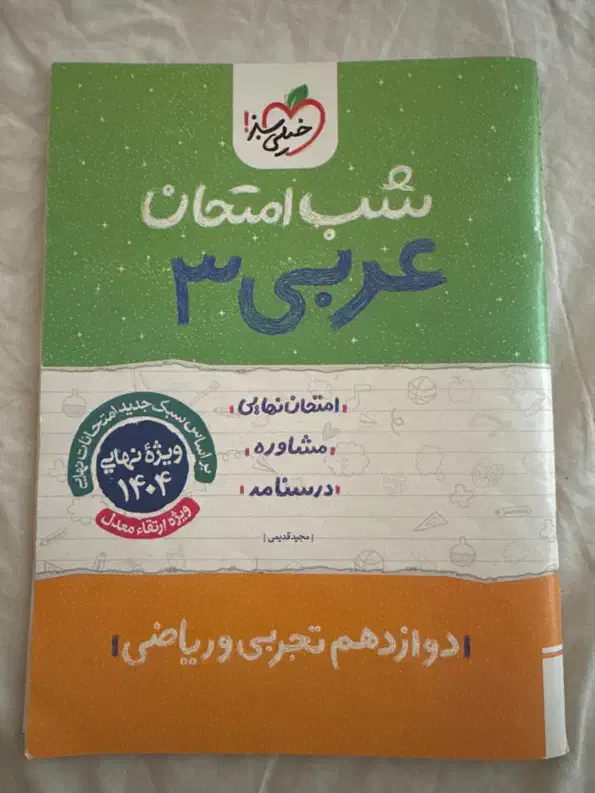 خیلی سبز!
شب امتحان
عربی ۳
امتحان نهایی
مشاوره
درسنامه
مجید قدیمی
بر اساس سبک جدید امتحانات نهایی
ویژۀ نهایی
۱۴۰۴
ویژه ارتقاء معدل
دوازدهم تجربی و ریاضی